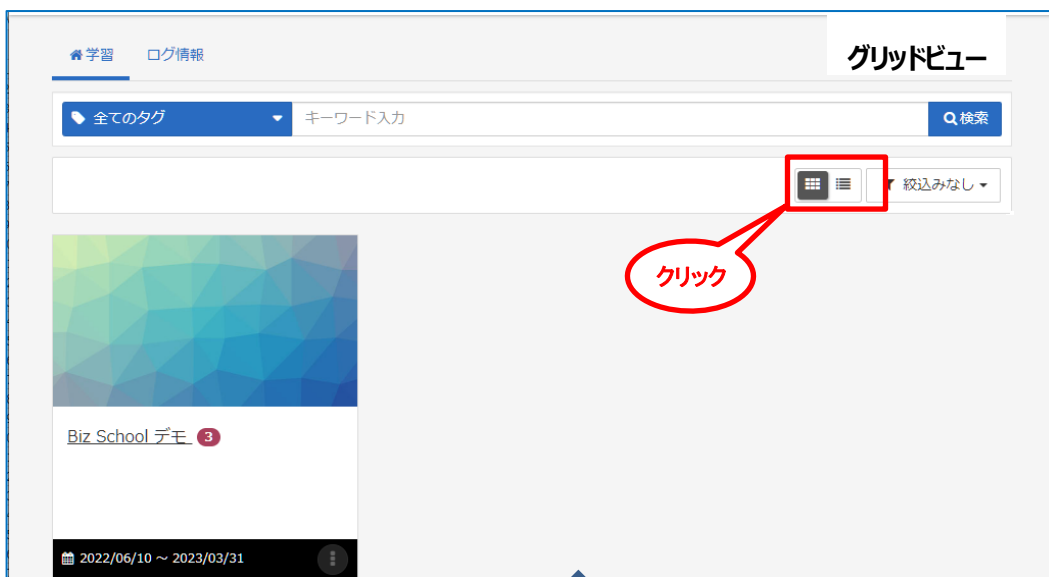 学習 ログ情報
グリッドビュー
全てのタグ キーワード入力 検索
絞込みなし
クリック
Biz School デモ 3
2022/06/10 ～ 2023/03/31